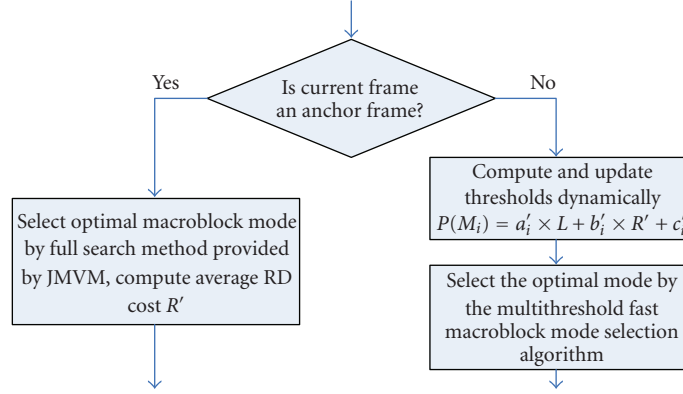 Is current frame
an anchor frame?
Yes
No
Compute and update
thresholds dynamically
P(M_i) = a′_i × L + b′_i × R′ + c′_i
Select optimal macroblock mode
by full search method provided
by JMVM, compute average RD
cost R′
Select the optimal mode by
the multithreshold fast
macroblock mode selection
algorithm